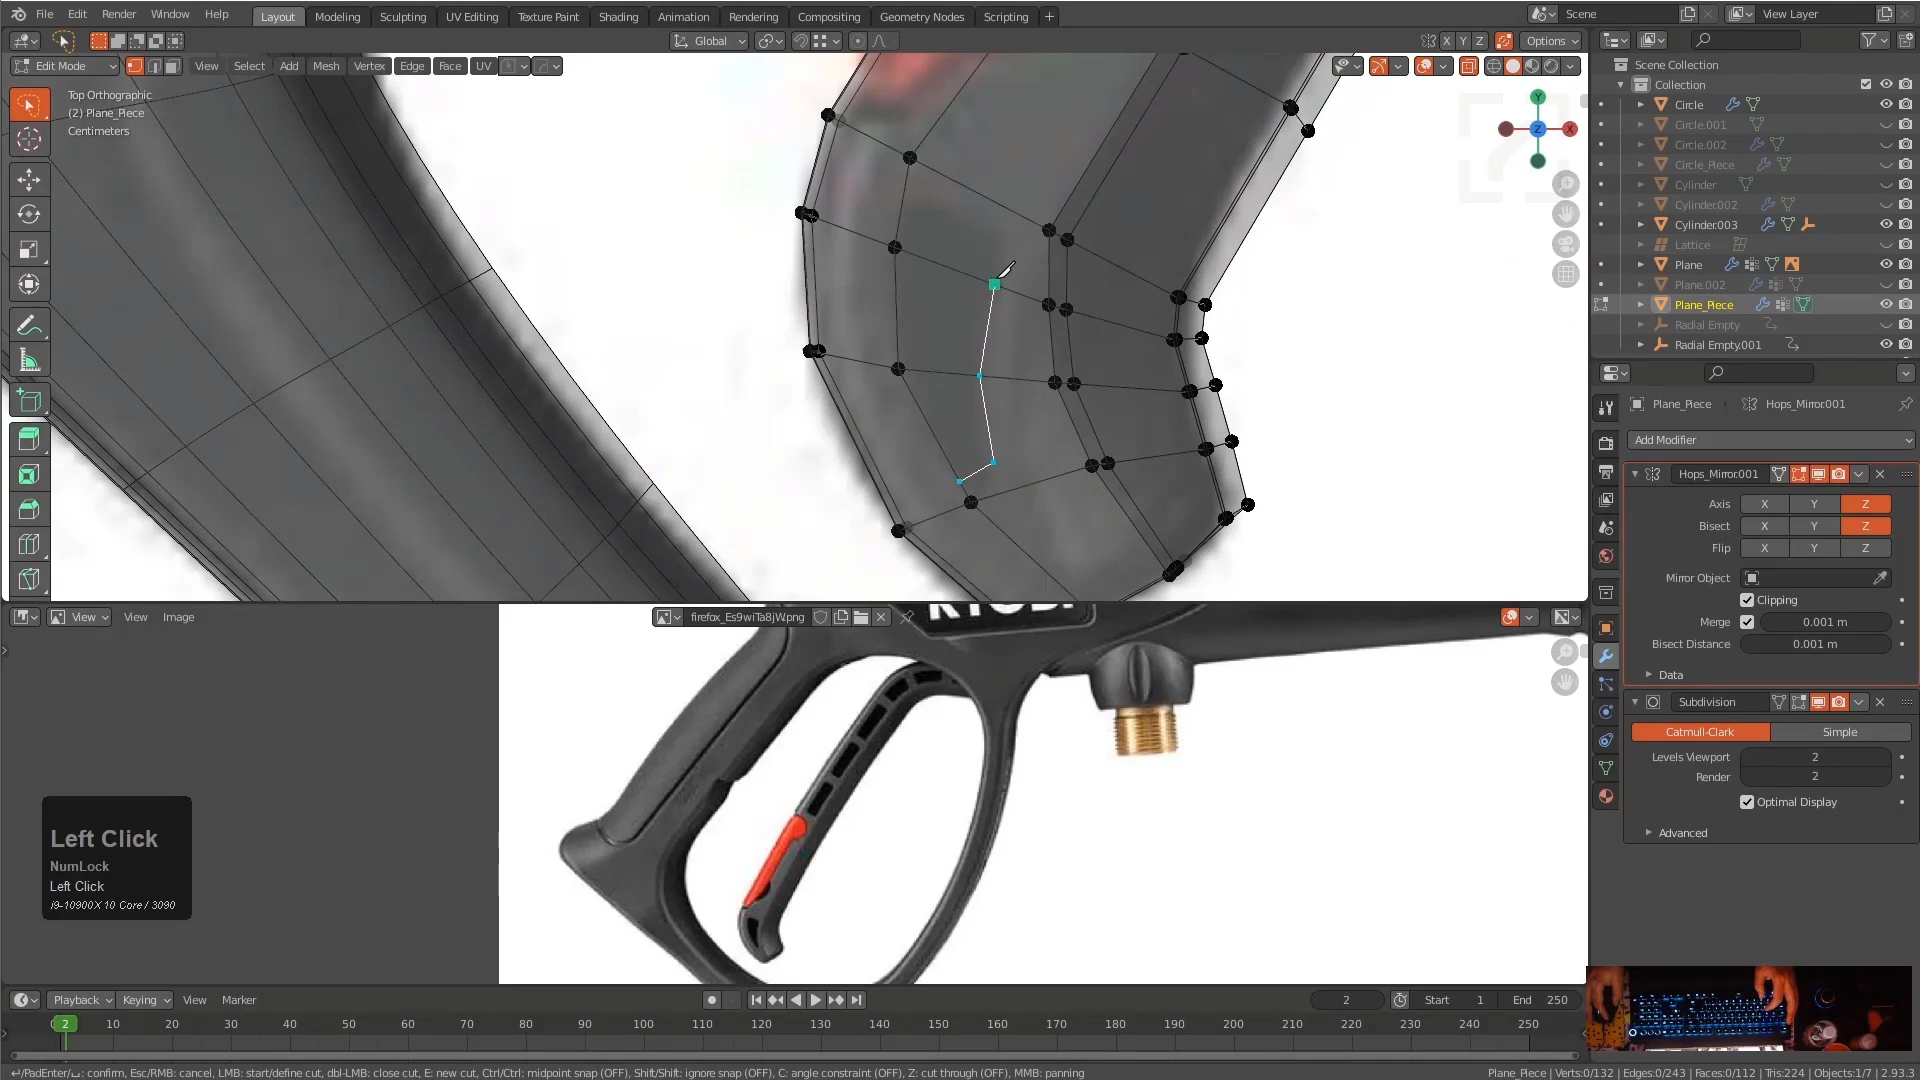 File Edit Render Window Help Layout Modeling Sculpting UV Editing Texture Paint Shading Animation Rendering Compositing Geometry Nodes Scripting + Scene View Layer
Global X Y Z Options
Edit Mode View Select Add Mesh Vertex Edge Face UV
Top Orthographic
(2) Plane_Piece
Centimeters
Y
X
Z
Scene Collection
Collection
Circle
Circle.001
Circle.002
Circle_Piece
Cylinder
Cylinder.002
Cylinder.003
Lattice
Plane
Plane.002
Plane_Piece
Radial Empty
Radial Empty.001
Plane_Piece Hops_Mirror.001
Add Modifier
Hops_Mirror.001
Axis X Y Z
Bisect X Y Z
Flip X Y Z
Mirror Object
Clipping
Merge 0.001 m
Bisect Distance 0.001 m
Data
Subdivision
Catmull-Clark Simple
Levels Viewport 2
Render 2
Optimal Display
Advanced
View View Image firefox_Es9wiTa8jW.png
Left Click
NumLock
Left Click
i9-10900X 10 Core / 3090
Playback Keying View Marker 2 Start 1 End 250
2 10 20 30 40 50 60 70 80 90 100 110 120 130 140 150 160 170 180 190 200 210 220 230 240 250
/PadEnter/: confirm, Esc/RMB: cancel, LMB: start/define cut, dbl-LMB: close cut, E: new cut, Ctrl/Ctrl: midpoint snap (OFF), Shift/Shift: ignore snap (OFF), C: angle constraint (OFF), Z: cut through (OFF), MMB: panning
Plane_Piece | Verts:0/132 | Edges:0/243 | Faces:0/112 | Tris:224 | Objects:1/7 | 2.93.3